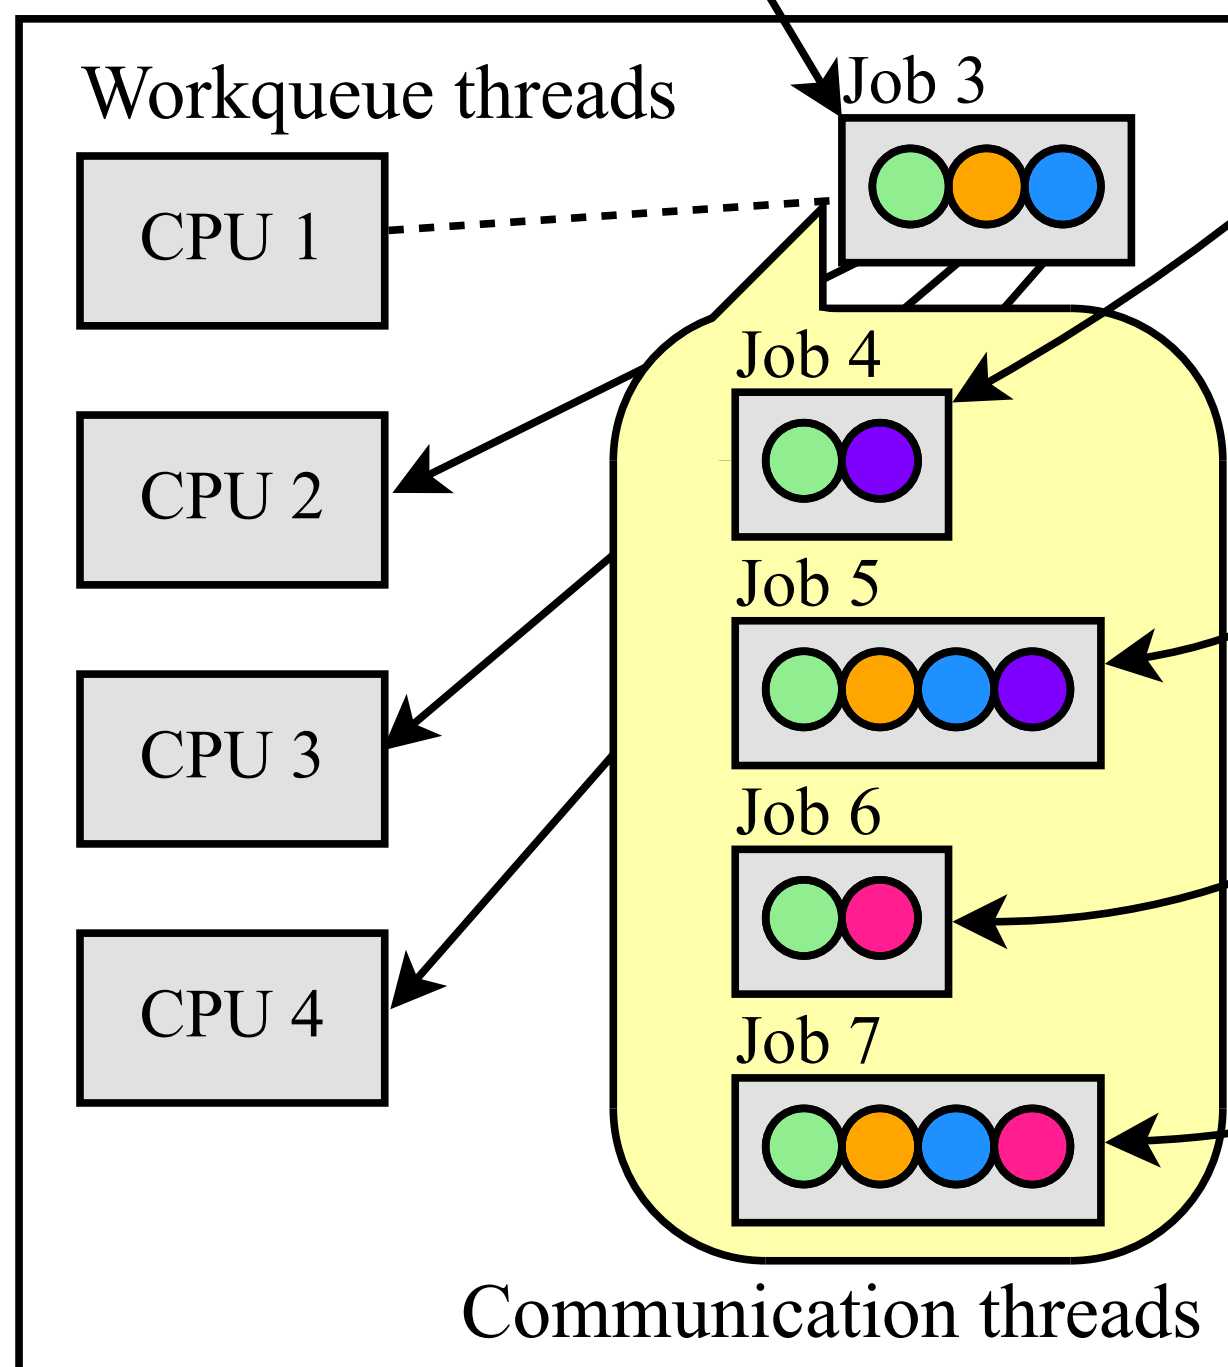 Workqueue threads
Job 3
CPU 1
Job 4
CPU 2
Job 5
CPU 3
Job 6
CPU 4
Job 7
Communication threads